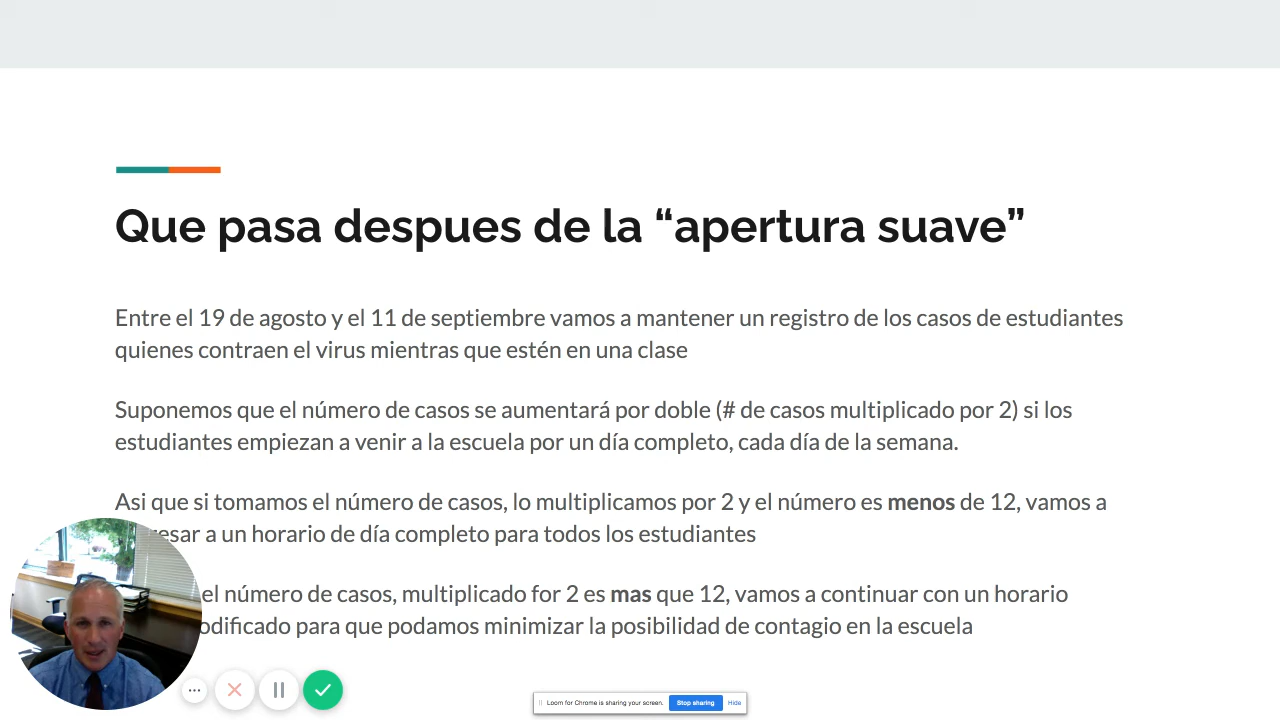 Que pasa despues de la “apertura suave”
Entre el 19 de agosto y el 11 de septiembre vamos a mantener un registro de los casos de estudiantes
quienes contraen el virus mientras que estén en una clase
Suponemos que el número de casos se aumentará por doble (# de casos multiplicado por 2) si los
estudiantes empiezan a venir a la escuela por un día completo, cada día de la semana.
Asi que si tomamos el número de casos, lo multiplicamos por 2 y el número es menos de 12, vamos a
a un horario de día completo para todos los estudiantes
el número de casos, multiplicado for 2 es mas que 12, vamos a continuar con un horario
para que podamos minimizar la posibilidad de contagio en la escuela
Loom for Chrome is sharing your screen. Stop sharing Hide